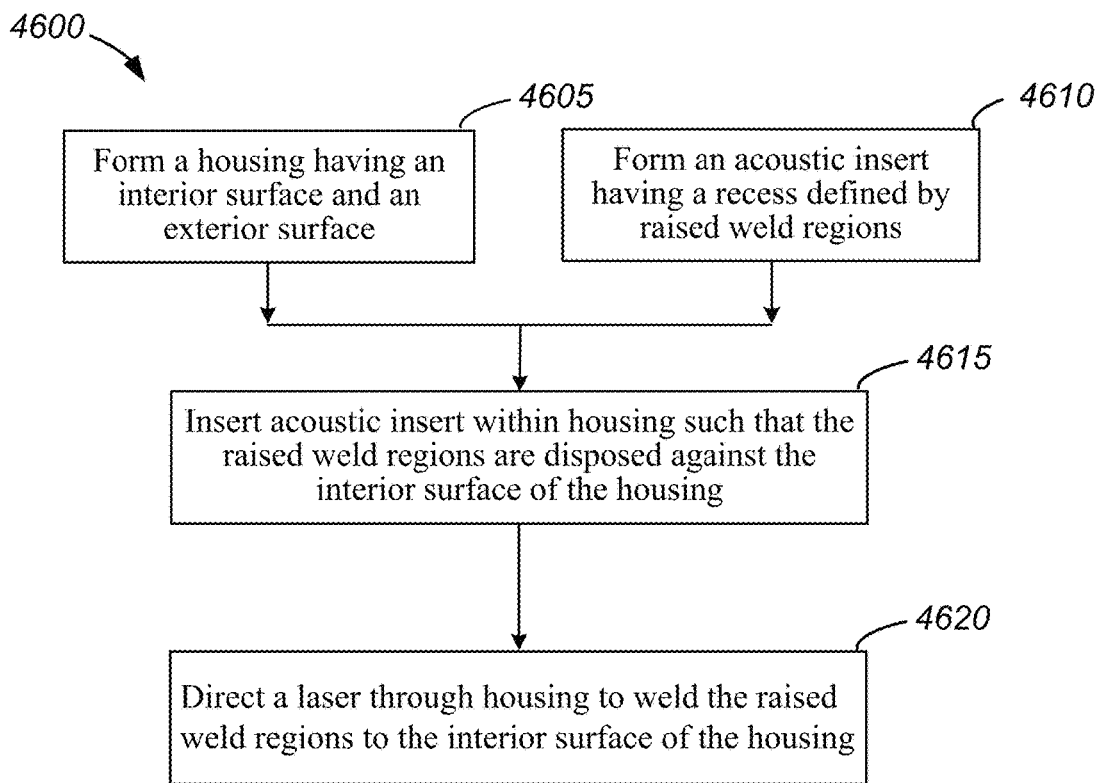 4600
4605
4610
Form a housing having an
interior surface and an
exterior surface
Form an acoustic insert
having a recess defined by
raised weld regions
4615
Insert acoustic insert within housing such that the
raised weld regions are disposed against the
interior surface of the housing
4620
Direct a laser through housing to weld the raised
weld regions to the interior surface of the housing